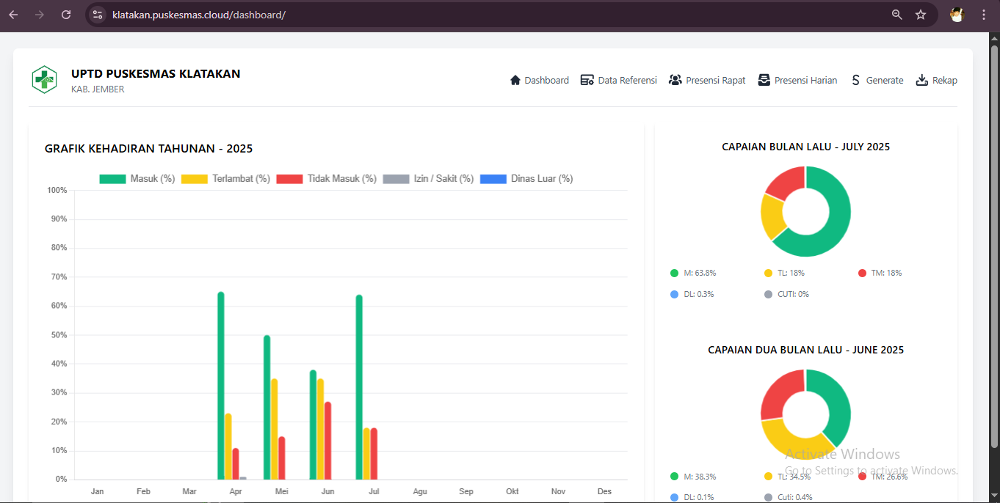 klatakan.puskesmas.cloud/dashboard/
UPTD PUSKESMAS KLATAKAN
KAB. JEMBER
Dashboard
Data Referensi
Presensi Rapat
Presensi Harian
Generate
Rekap
GRAFIK KEHADIRAN TAHUNAN - 2025
Masuk (%) Terlambat (%) Tidak Masuk (%) Izin / Sakit (%) Dinas Luar (%)
100%
90%
80%
70%
60%
50%
40%
30%
20%
10%
0%
Jan Feb Mar Apr Mei Jun Jul Agu Sep Okt Nov Des
CAPAIAN BULAN LALU - JULY 2025
M: 63.8% TL: 18% TM: 18%
DL: 0.3% CUTI: 0%
CAPAIAN DUA BULAN LALU - JUNE 2025
Activate Windows
Go to Settings to activate Windows.
M: 38.3% TL: 34.5% TM: 26.6%
DL: 0.1% Cuti: 0.4%